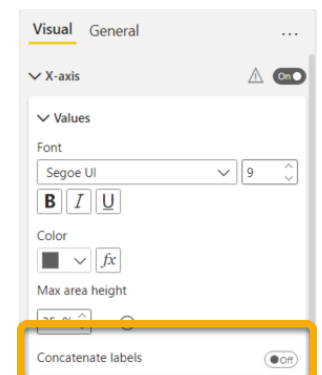 Visual General ...
X-axis On
Values
Font
Segoe UI 9
B I U
Color
fx
Max area height
Concatenate labels Off